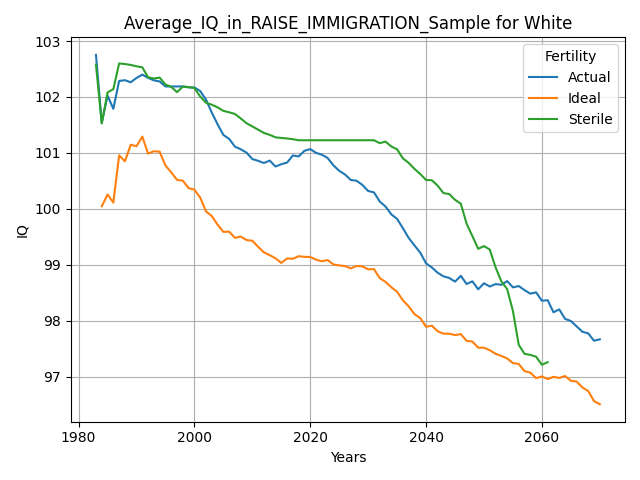 Average_IQ_in_RAISE_IMMIGRATION_Sample for White
103
102
101
100
99
98
97
IQ
1980
2000
2020
2040
2060
Years
Fertility
Actual
Ideal
Sterile